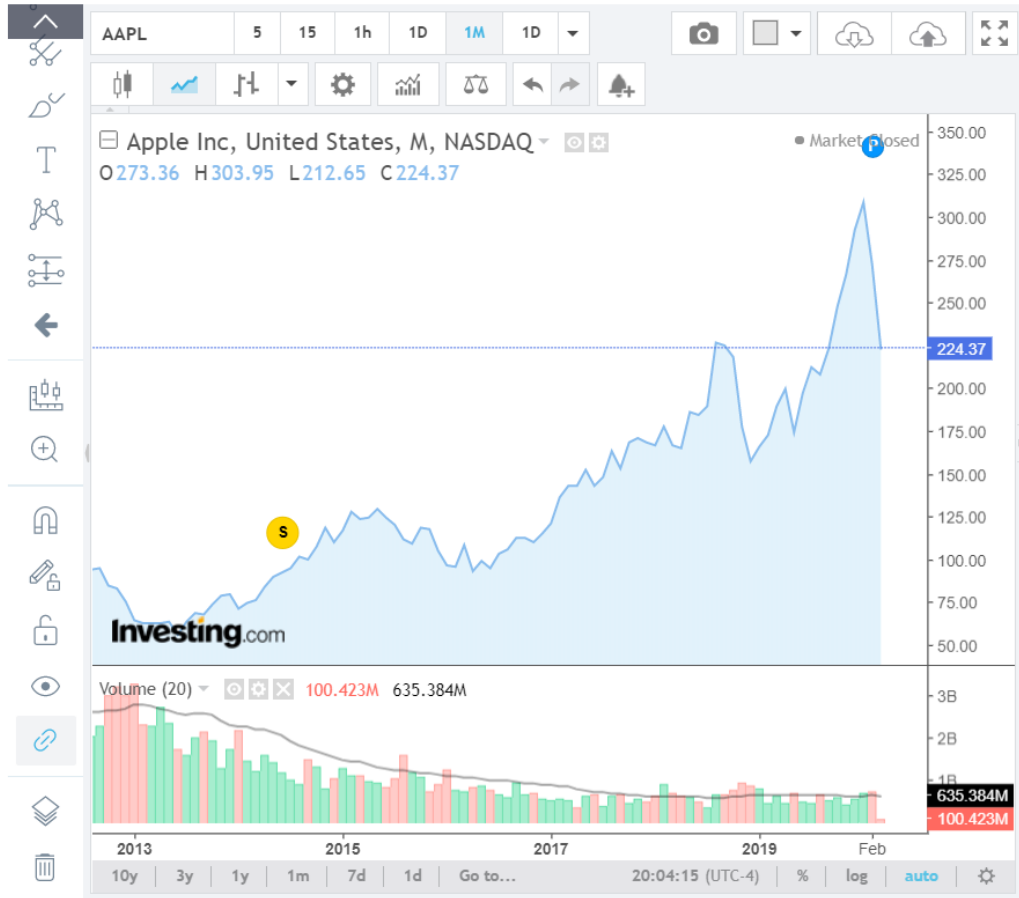 AAPL 5 15 1h 1D 1M 1D
T
Apple Inc, United States, M, NASDAQ
Market Closed
P
O273.36 H303.95 L212.65 C224.37
350.00
325.00
300.00
275.00
250.00
224.37
200.00
175.00
150.00
125.00
100.00
75.00
50.00
S
Investing.com
Volume (20) 100.423M 635.384M
3B
2B
1B
635.384M
100.423M
2013 2015 2017 2019 Feb
10y 3y 1y 1m 7d 1d Go to... 20:04:15 (UTC-4) % log auto